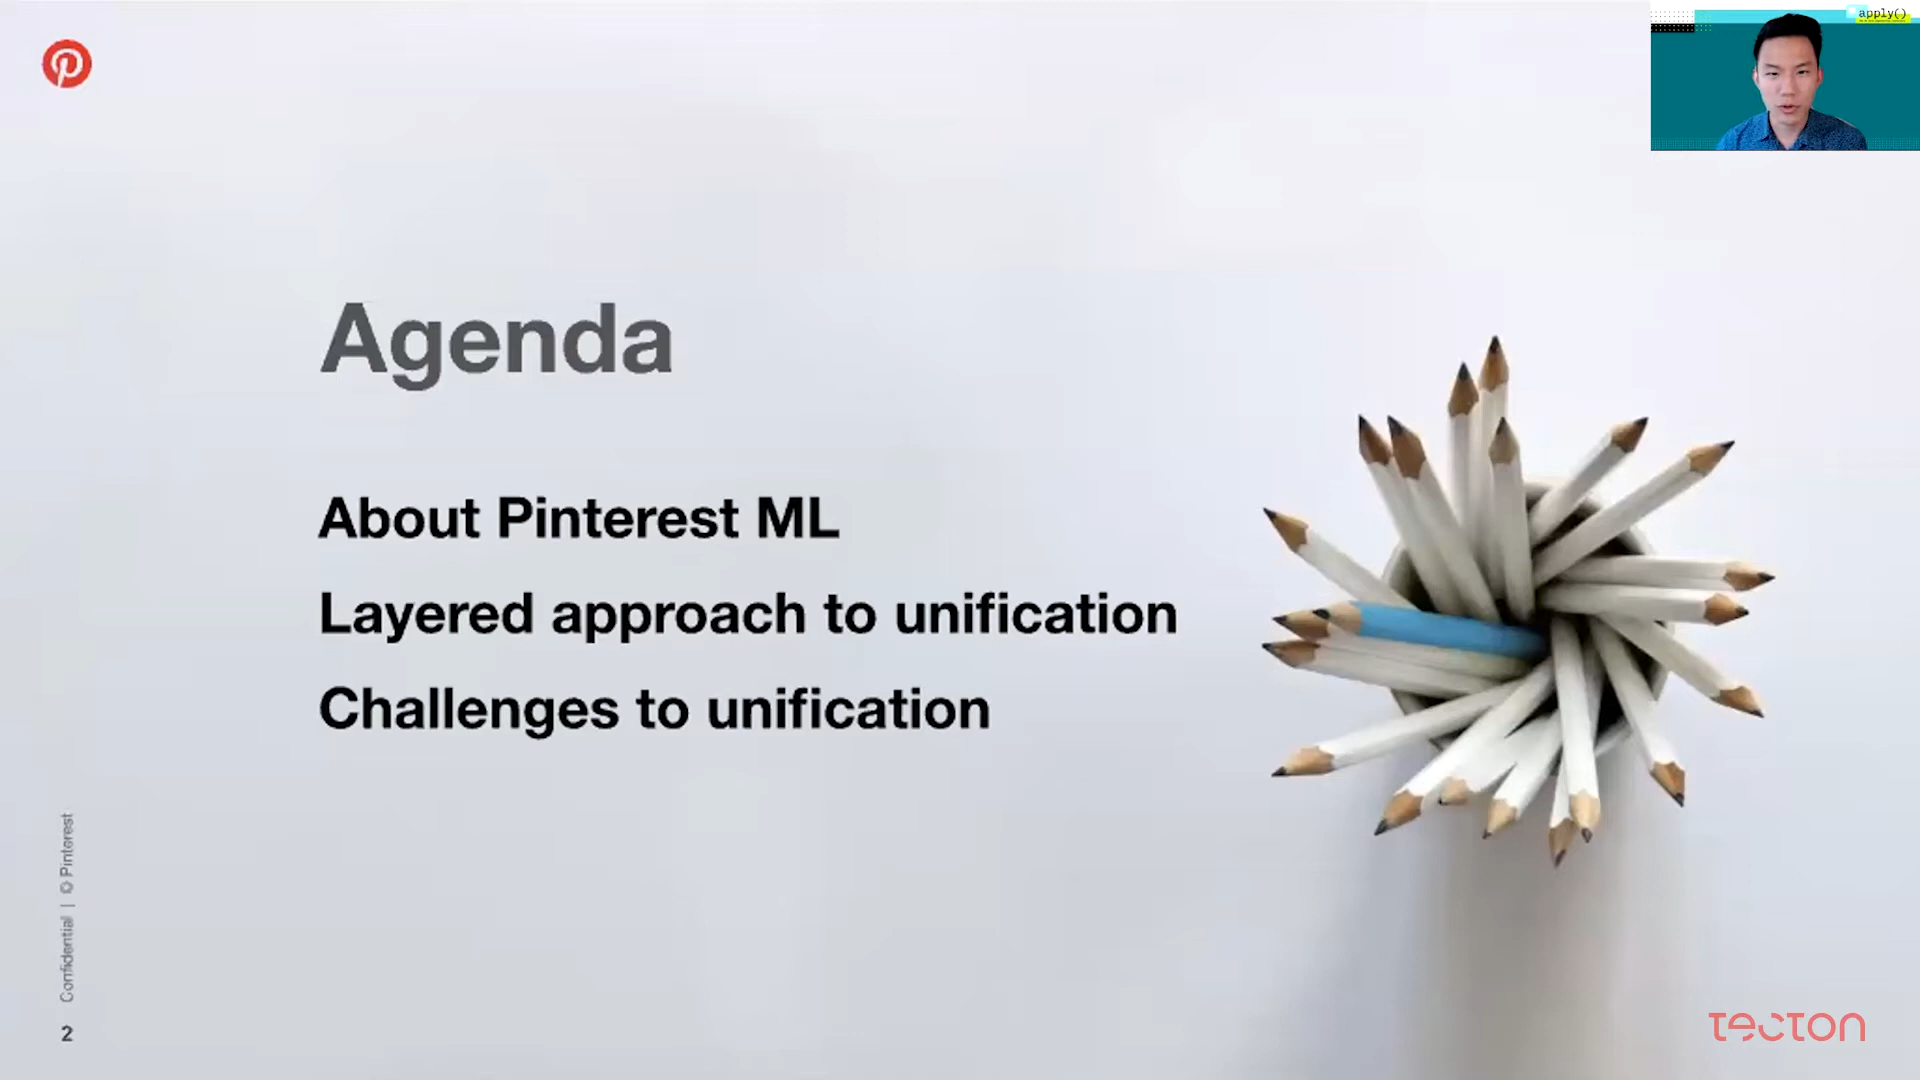 apply()
Agenda
About Pinterest ML
Layered approach to unification
Challenges to unification
Confidential | © Pinterest
2
tecton